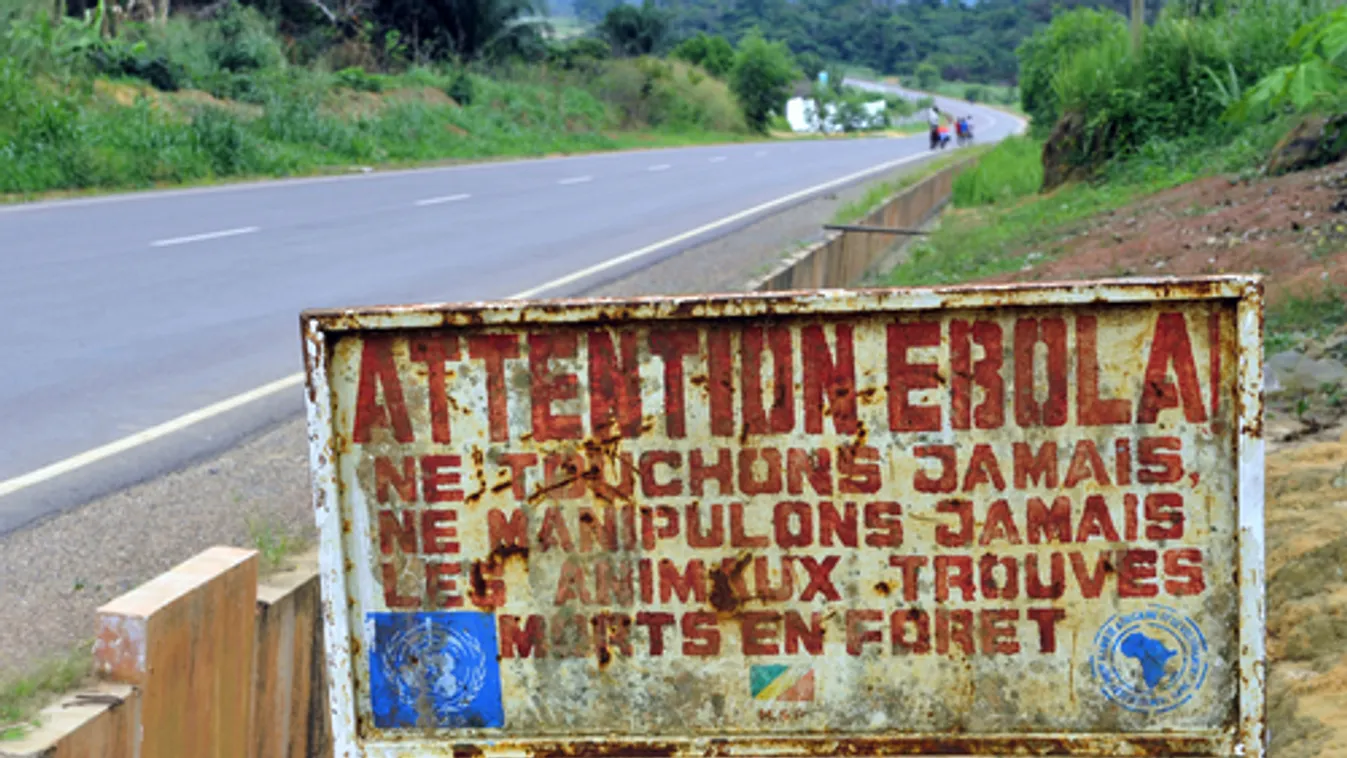 ATTENTION EBOLA!
NE TOUCHONS JAMAIS,
NE MANIPULONS JAMAIS
LES ANIMAUX TROUVES
MORTS EN FORET